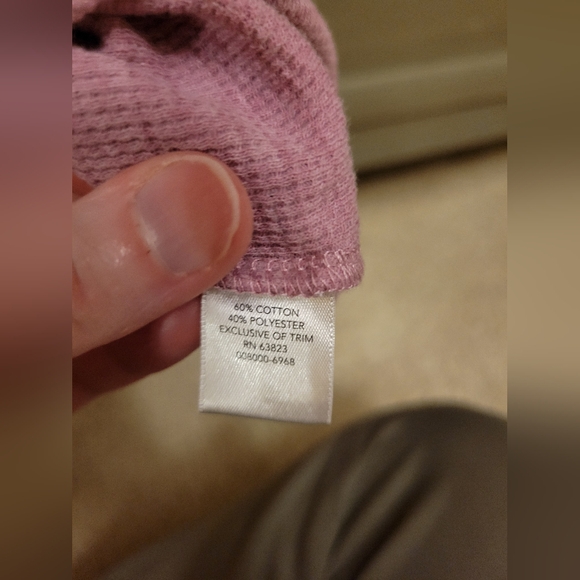 60% COTTON
40% POLYESTER
EXCLUSIVE OF TRIM
RN 63823
008000-6968